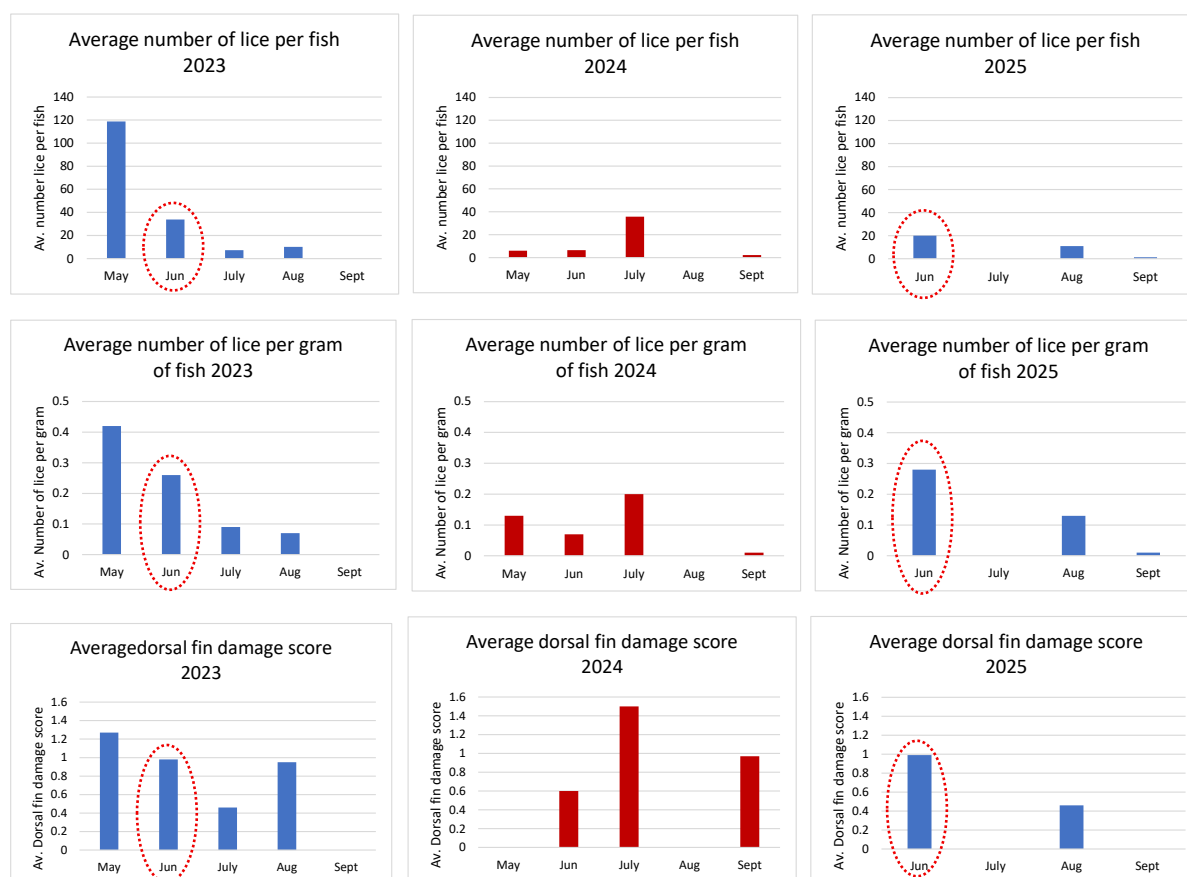 Average number of lice per fish
2023
Av. number lice per fish
140
120
100
80
60
40
20
0
May Jun July Aug Sept
Average number of lice per fish
2024
Av. number lice per fish
140
120
100
80
60
40
20
0
May Jun July Aug Sept
Average number of lice per fish
2025
Av. number lice per fish
140
120
100
80
60
40
20
0
Jun July Aug Sept
Average number of lice per gram
of fish 2023
Av. Number of lice per gram
0.5
0.4
0.3
0.2
0.1
0
May Jun July Aug Sept
Average number of lice per gram
of fish 2024
Av. Number of lice per gram
0.5
0.4
0.3
0.2
0.1
0
May Jun July Aug Sept
Average number of lice per gram
of fish 2025
Av. Number of lice per gram
0.5
0.4
0.3
0.2
0.1
0
Jun July Aug Sept
Averagedorsal fin damage score
2023
Av. Dorsal fin damage score
1.6
1.4
1.2
1
0.8
0.6
0.4
0.2
0
May Jun July Aug Sept
Average dorsal fin damage score
2024
Av. Dorsal fin damage score
1.6
1.4
1.2
1
0.8
0.6
0.4
0.2
0
May Jun July Aug Sept
Average dorsal fin damage score
2025
Av. Dorsal fin damage score
1.6
1.4
1.2
1
0.8
0.6
0.4
0.2
0
Jun July Aug Sept